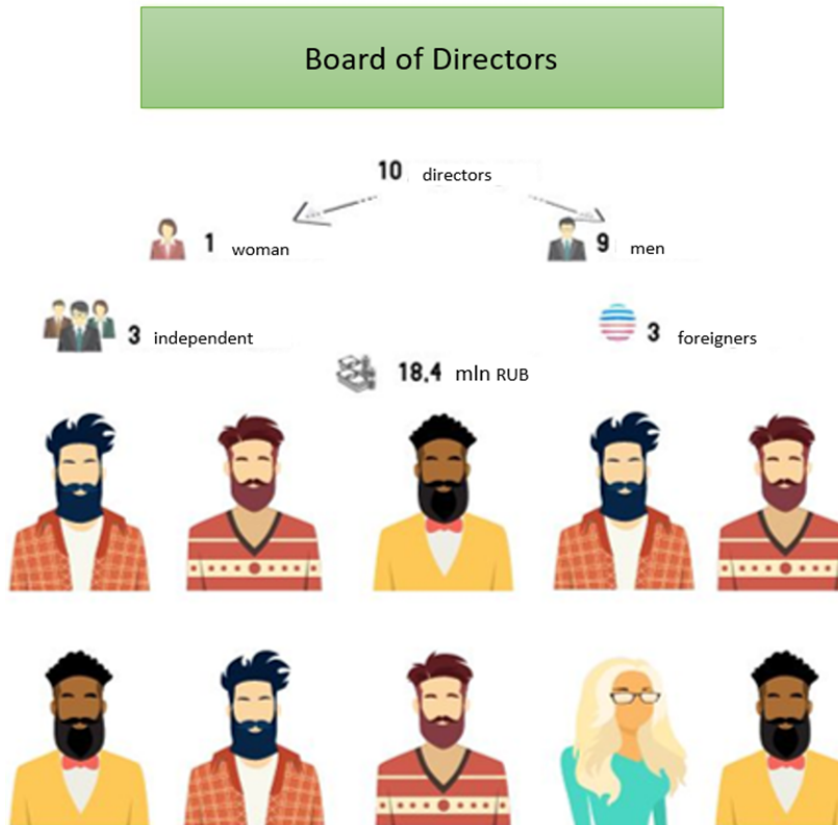 Board of Directors
10 directors
1 woman
9 men
3 independent
3 foreigners
18,4 mln RUB